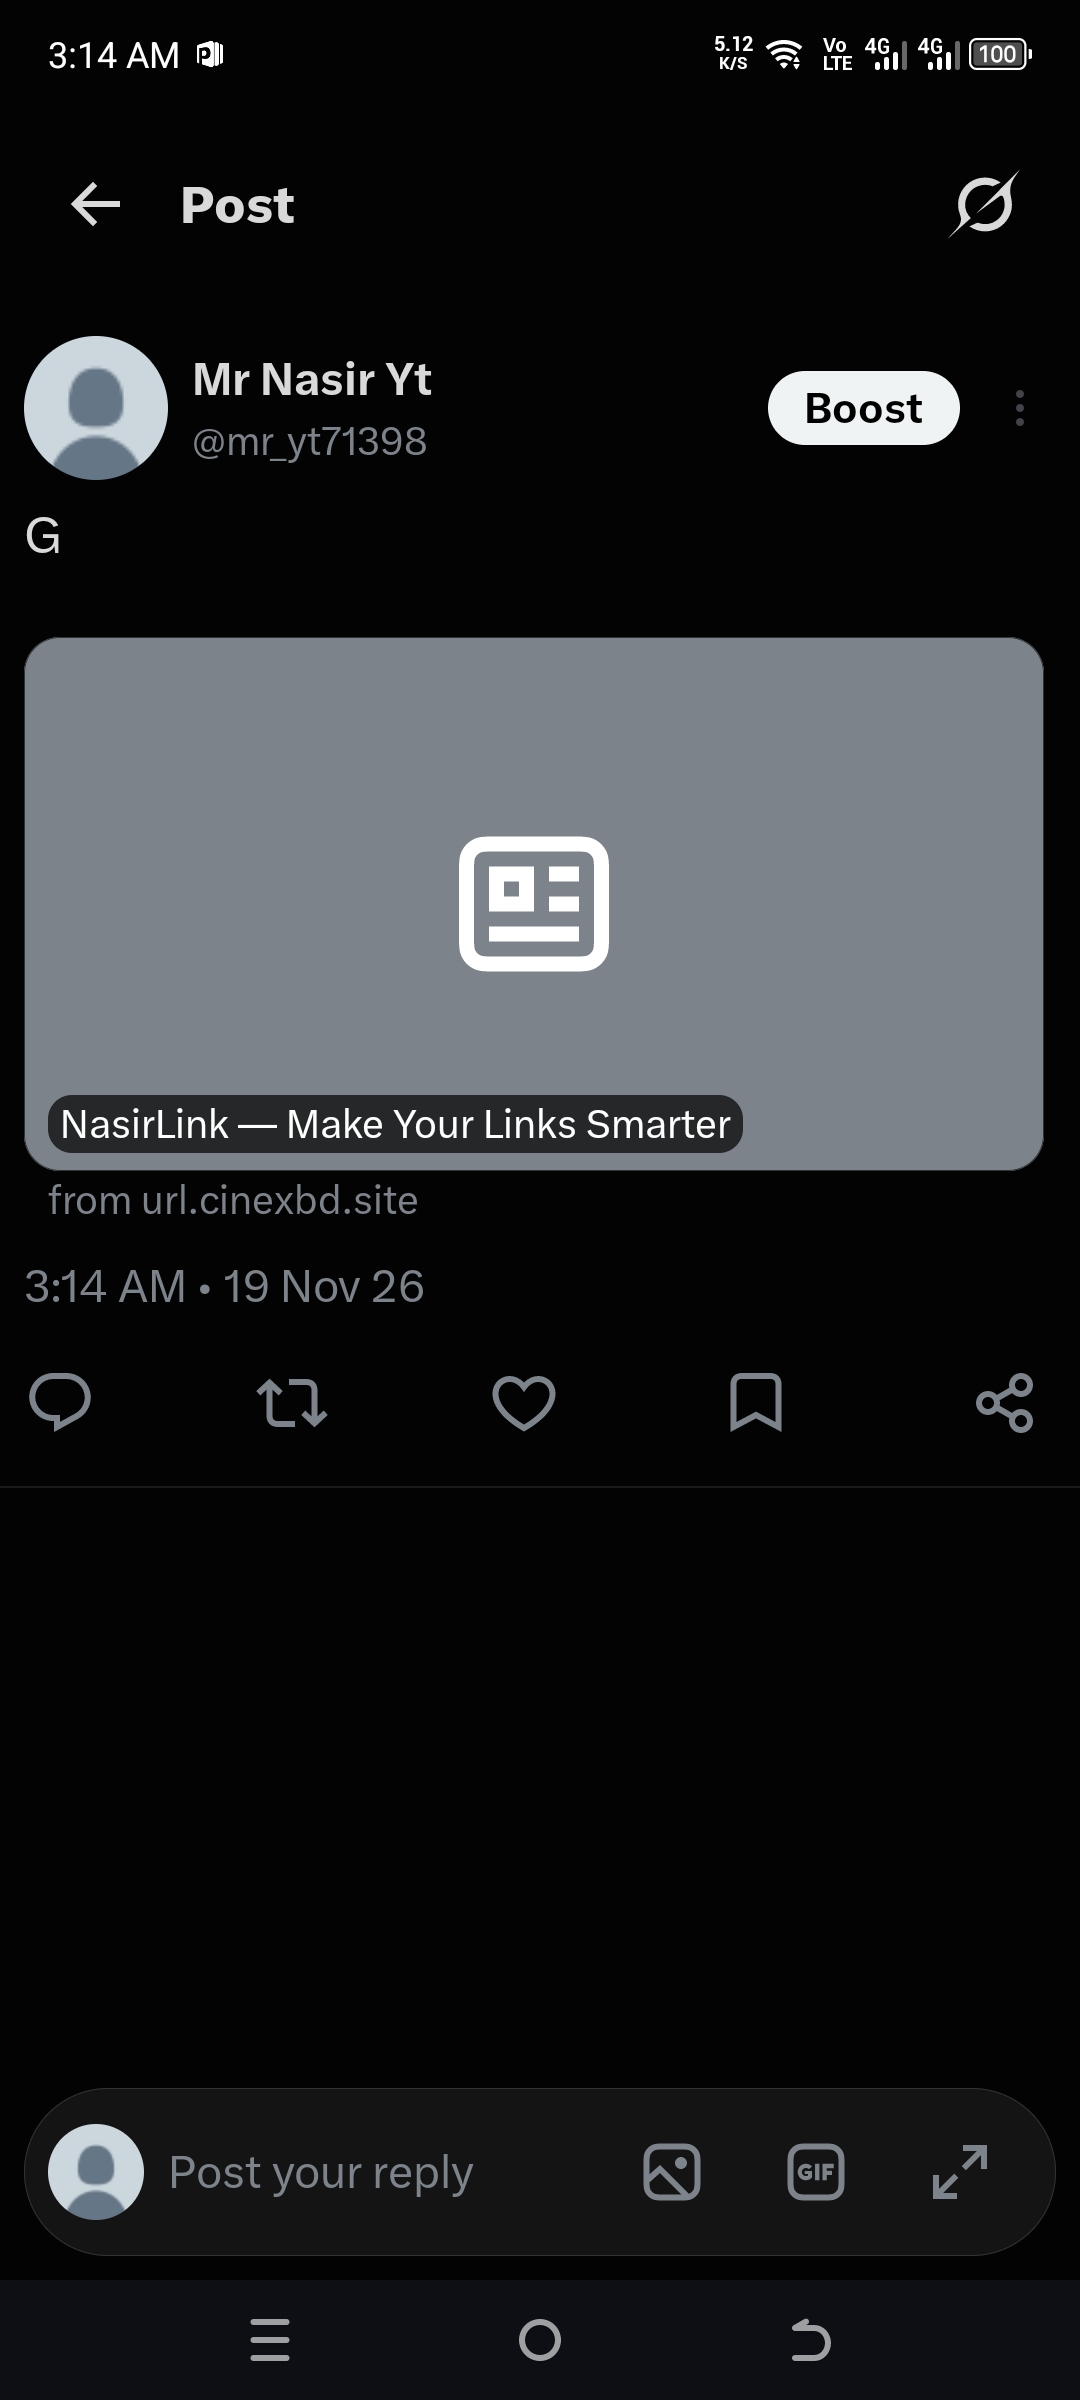 3:14 AM
5.12 K/S
Vo LTE
4G 4G
100
Post
Mr Nasir Yt
Boost
@mr_yt71398
G
NasirLink — Make Your Links Smarter
from url.cinexbd.site
3:14 AM • 19 Nov 26
Post your reply
GIF